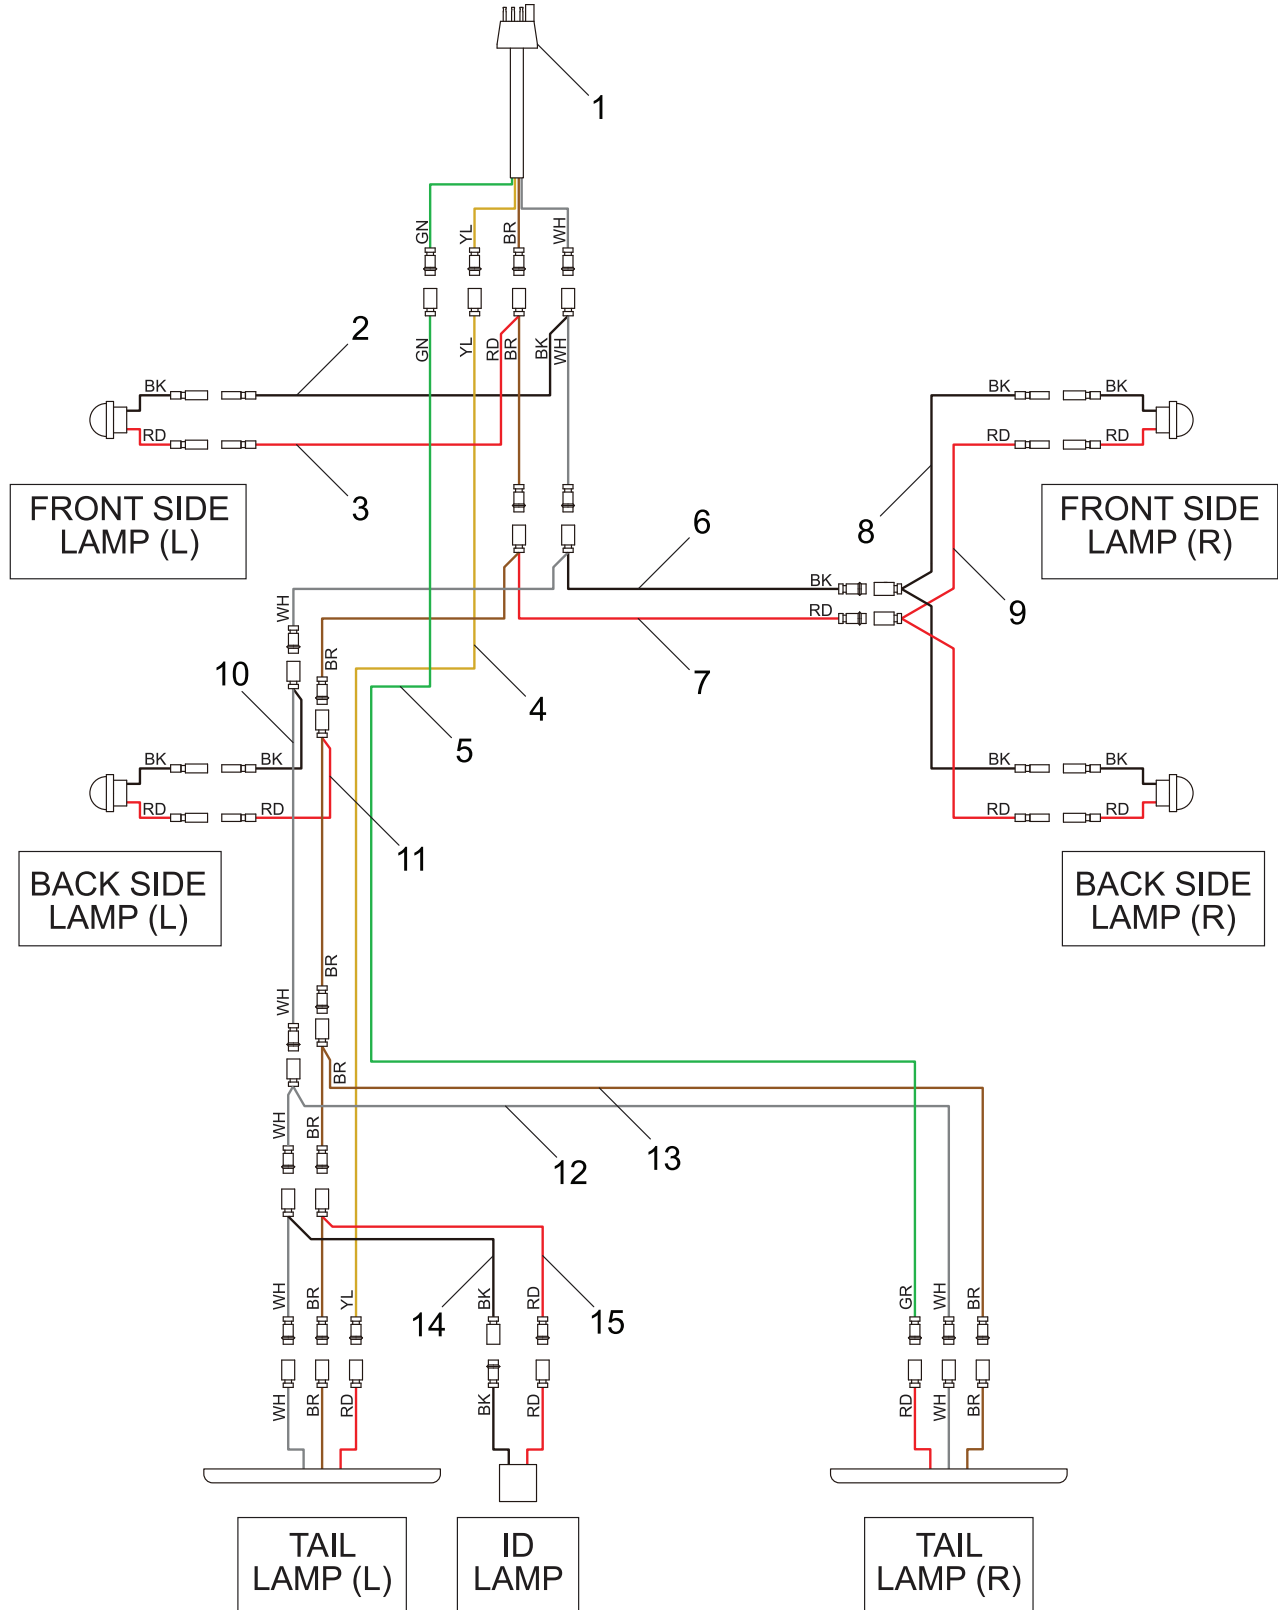 1
GN
YL
BR
WH
GN
YL
RD
BR
BK
WH
2
BK
RD
3
FRONT SIDE
LAMP (L)
BK
BK
RD
RD
8
FRONT SIDE
LAMP (R)
9
6
BK
RD
7
WH
BR
10
4
5
BK
BK
RD
RD
11
BACK SIDE
LAMP (L)
BK
BK
RD
RD
BACK SIDE
LAMP (R)
BR
WH
BR
WH
BR
12
13
WH
BR
YL
14
BK
RD
15
GR
WH
BR
WH
BR
RD
BK
RD
RD
WH
BR
TAIL
LAMP (L)
ID
LAMP
TAIL
LAMP (R)